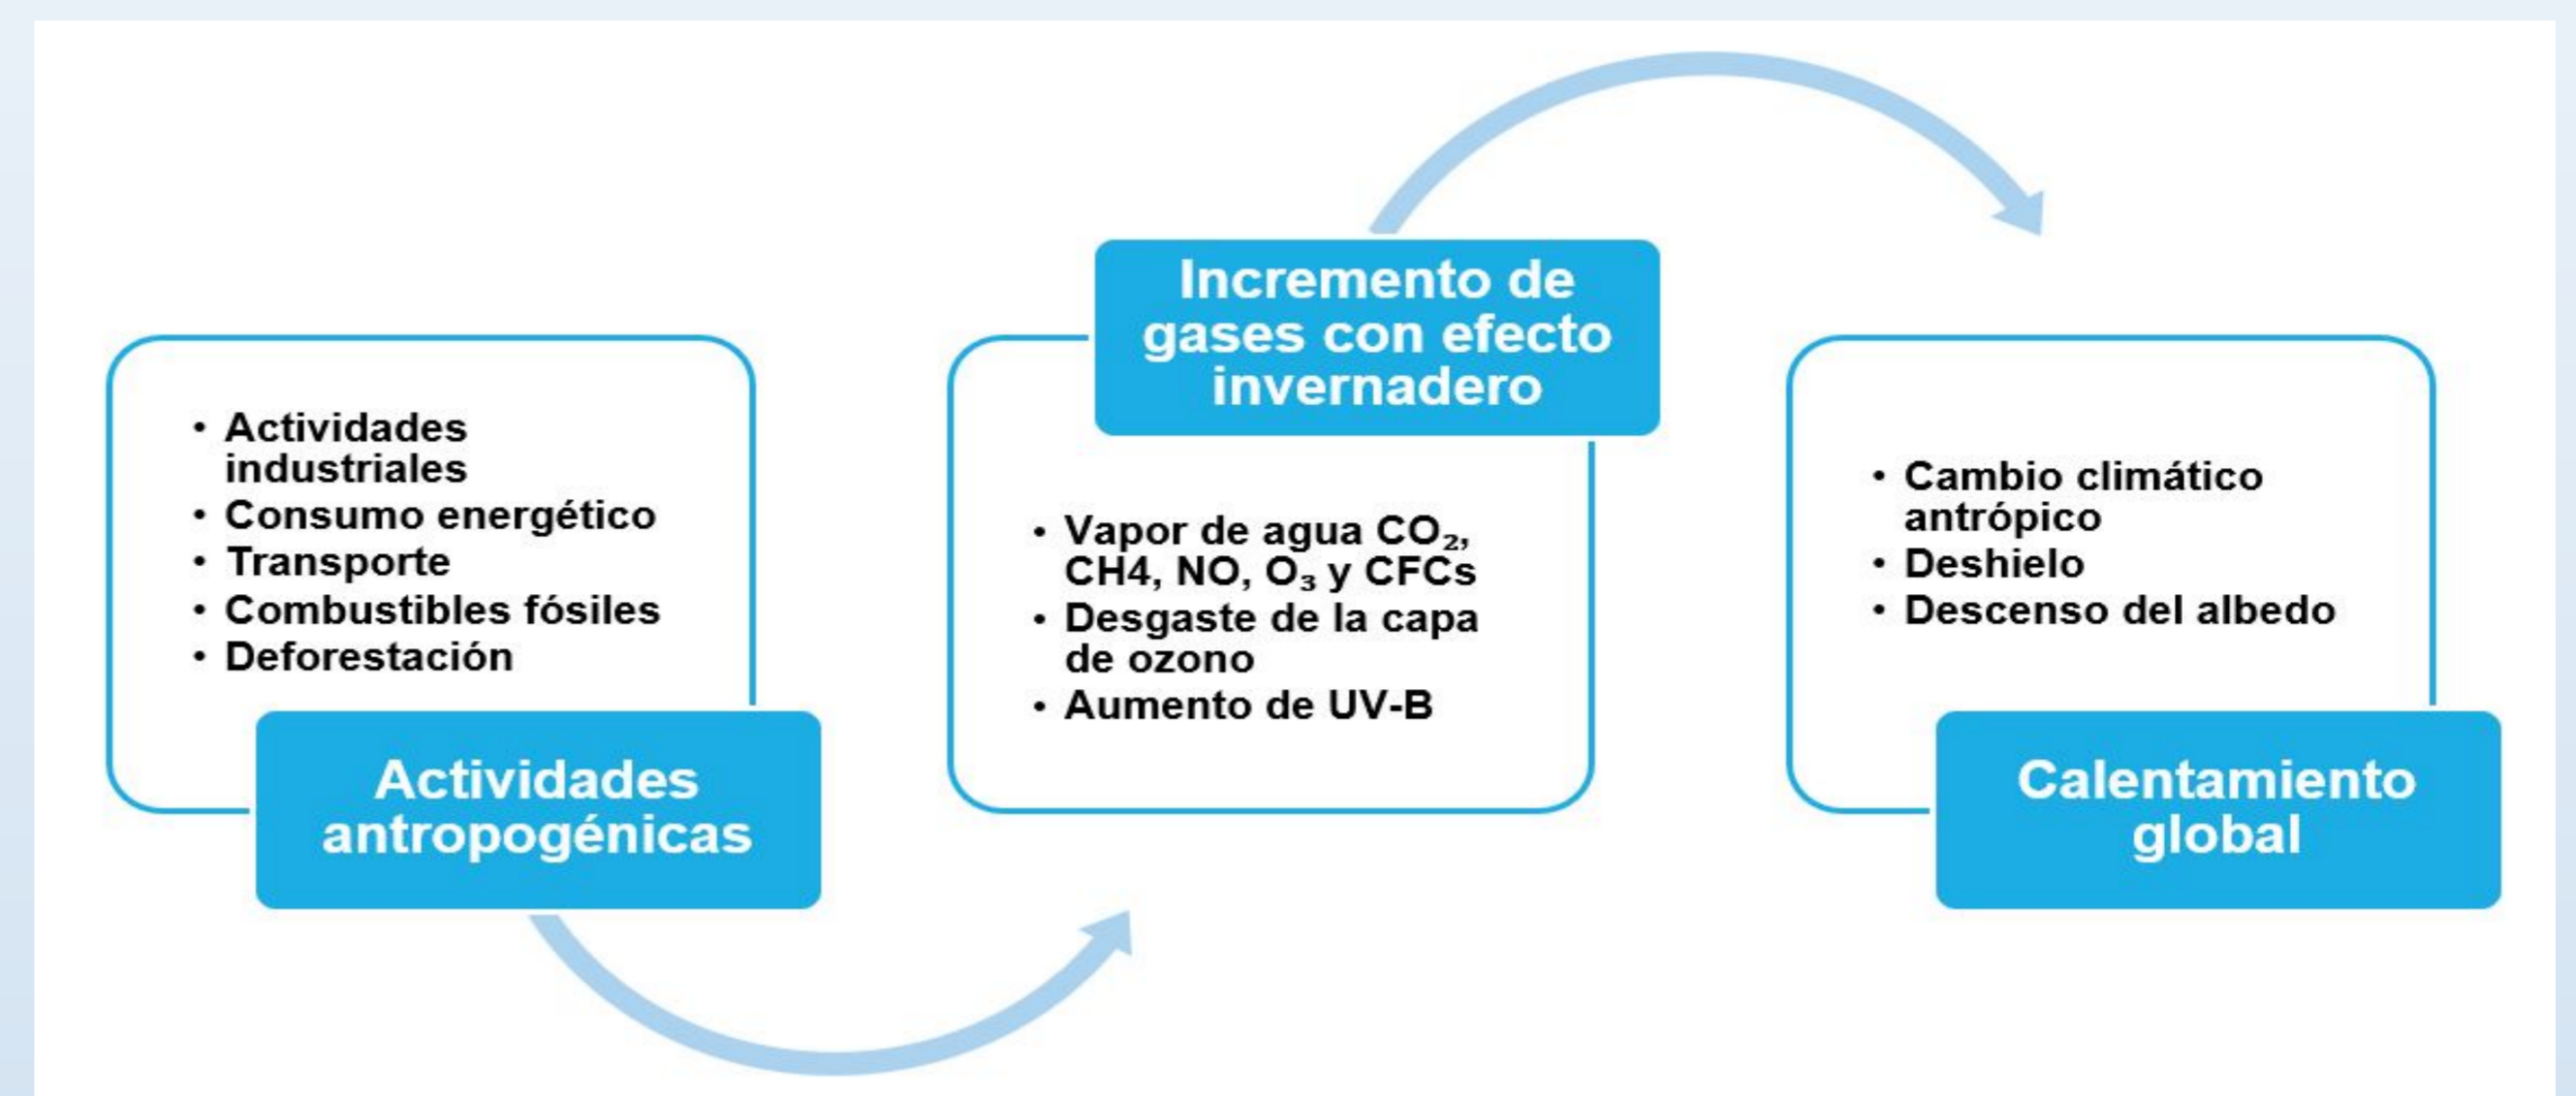 • Actividades
industriales
• Consumo energético
• Transporte
• Combustibles fósiles
• Deforestación
Actividades
antropogénicas
Incremento de
gases con efecto
invernadero
• Vapor de agua CO₂,
CH4, NO, O₃ y CFCs
• Desgaste de la capa
de ozono
• Aumento de UV-B
• Cambio climático
antrópico
• Deshielo
• Descenso del albedo
Calentamiento
global